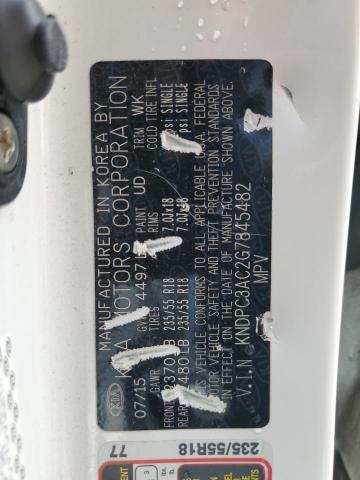 MANUFACTURED IN KOREA BY
KIA MOTORS CORPORATION
07/15 GV 4497 PAINT UD TRIM WK
GAWR TIRES RIMS COLD TIRE INFL
FRONT 2370LB 235/55 R18 7.0Jx18 psi SINGLE
REAR 2480LB 235/55 R18 7.0Jx18 psi SINGLE
VEHICLE CONFORMS TO ALL APPLICABLE U.S.A. FEDERAL
MOTOR VEHICLE SAFETY AND THEFT PREVENTION STANDARDS
IN EFFECT ON THE DATE OF MANUFACTURE SHOWN ABOVE.
V.I.N KNDPC3AC2G7845482
MPV
KIA
235/55R18
77